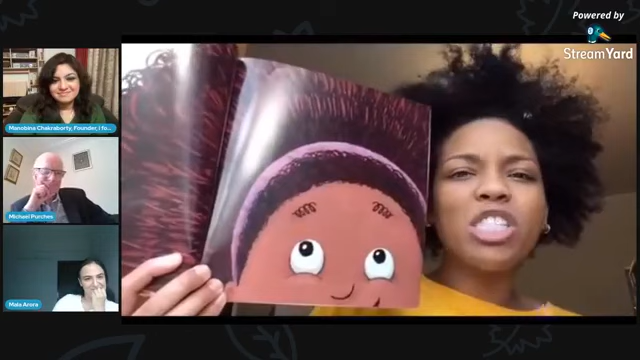 Powered by
StreamYard
Manobina Chakraborty, Founder, i fo...
Michael Purches
Mala Arora